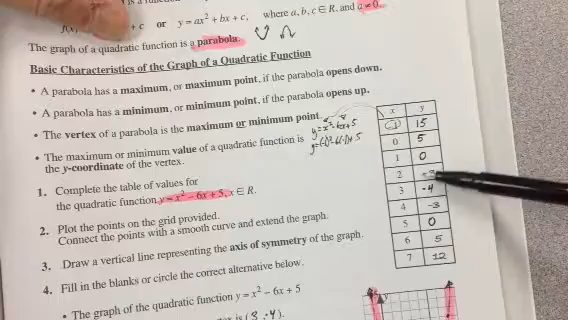 is a
+ c or y = ax² + bx + c, where a, b, c ∈ R, and a ≠ 0.
The graph of a quadratic function is a parabola.
Basic Characteristics of the Graph of a Quadratic Function
• A parabola has a maximum, or maximum point, if the parabola opens down.
• A parabola has a minimum, or minimum point, if the parabola opens up.
• The vertex of a parabola is the maximum or minimum point.
• The maximum or minimum value of a quadratic function is
the y-coordinate of the vertex.
y=x²-6x+5
1. Complete the table of values for
the quadratic function y = x² − 6x + 5, x ∈ R.
2. Plot the points on the grid provided.
Connect the points with a smooth curve and extend the graph.
3. Draw a vertical line representing the axis of symmetry of the graph.
4. Fill in the blanks or circle the correct alternative below.
• The graph of the quadratic function y = x² − 6x + 5
is (3,-4).
x y
-1 15
0 5
1 0
2 -3
3 -4
4 -3
5 0
6 5
7 12
y